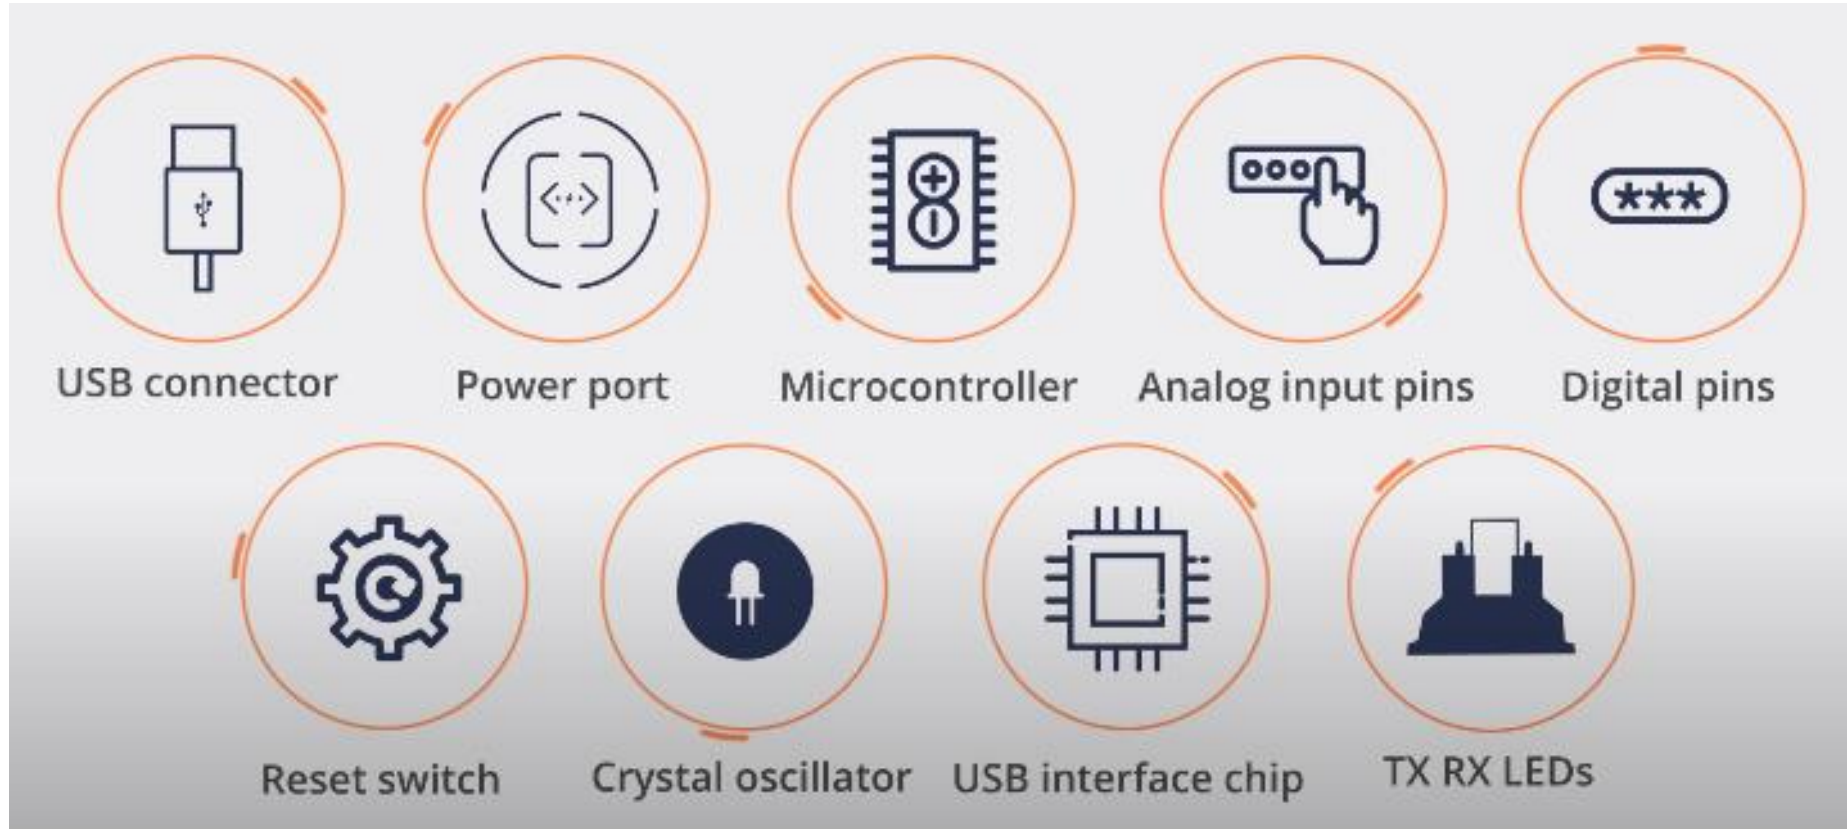 USB connector
Power port
Microcontroller
Analog input pins
Digital pins
***
Reset switch
Crystal oscillator
USB interface chip
TX RX LEDs